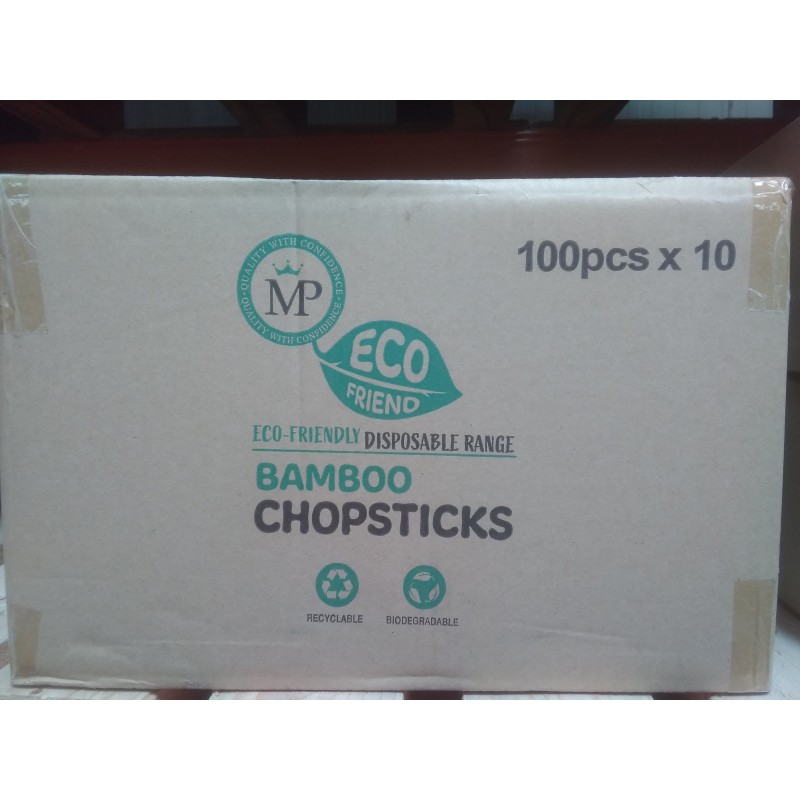 QUALITY WITH CONFIDENCE
MP
QUALITY WITH CONFIDENCE
100pcs x 10
ECO
FRIEND
ECO-FRIENDLY DISPOSABLE RANGE
BAMBOO
CHOPSTICKS
RECYCLABLE BIODEGRADABLE